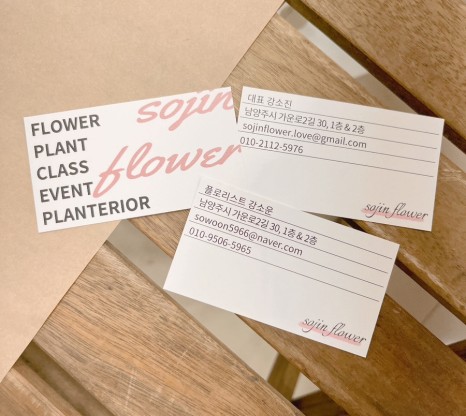 FLOWER
PLANT
CLASS
EVENT
PLANTERIOR
sojin
flower
대표 강소진
남양주시 가운로2길 30, 1층 & 2층
sojinflower.love@gmail.com
010-2112-5976
sojin flower
플로리스트 강소운
남양주시 가운로2길 30, 1층 & 2층
sowoon5966@naver.com
010-9506-5965
sojin flower